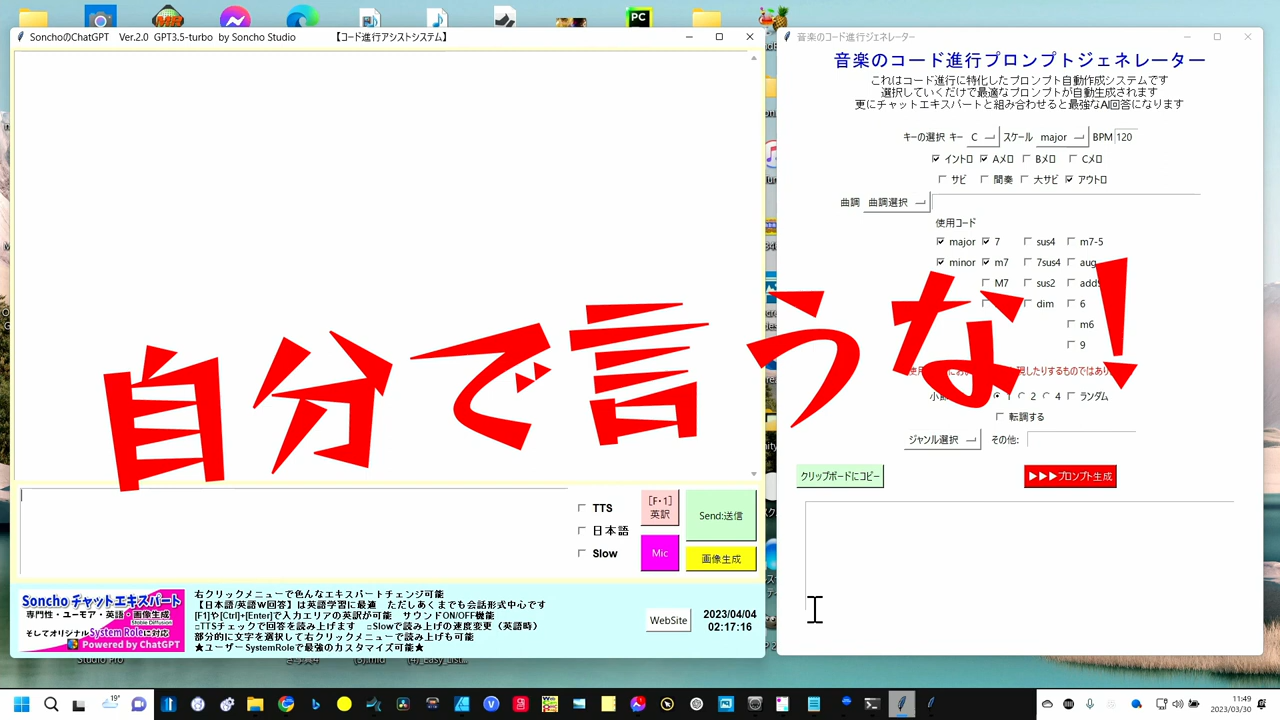 PC
SonchoのChatGPT Ver.2.0 GPT3.5-turbo by Soncho Studio 【コード進行アシストシステム】
音楽のコード進行ジェネレーター
音楽のコード進行プロンプトジェネレーター
これはコード進行に特化したプロンプト自動作成システムです
選択していくだけで最適なプロンプトが自動生成されます
更にチャットエキスパートと組み合わせると最強なAI回答になります
キーの選択 キー C スケール major BPM 120
イントロ Aメロ Bメロ Cメロ
サビ 間奏 大サビ アウトロ
曲調 曲調選択
使用コード
major 7 sus4 m7-5
minor m7 7sus4 aug
M7 sus2 add
dim 6
m6
9
自分で言うな!
1 2 4 ランダム
転調する
ジャンル選択 その他:
クリップボードにコピー ▶▶▶プロンプト生成
TTS
日本語
Slow
[F・1]
英訳
Mic
Send:送信
画像生成
Soncho チャットエキスパート
専門性・ユーモア・英語・画像生成
そしてオリジナルSystem Roleに対応
Powered by ChatGPT
右クリックメニューで色んなエキスパートチェンジ可能
【日本語/英語W回答】は英語学習に最適 ただしあくまでも会話形式中心です
[F1]や[Ctrl]+[Enter]で入力エリアの英訳が可能 サウンドON/OFF機能
□TTSチェックで回答を読み上げます □Slowで読み上げの速度変更（英語時）
部分的に文字を選択して右クリックメニューで読み上げも可能
★ユーザーSystemRoleで最強のカスタマイズ可能★
WebSite
2023/04/04
02:17:16
Studio Pro
(4)_Easy_List...
19°
11:49
2023/03/30